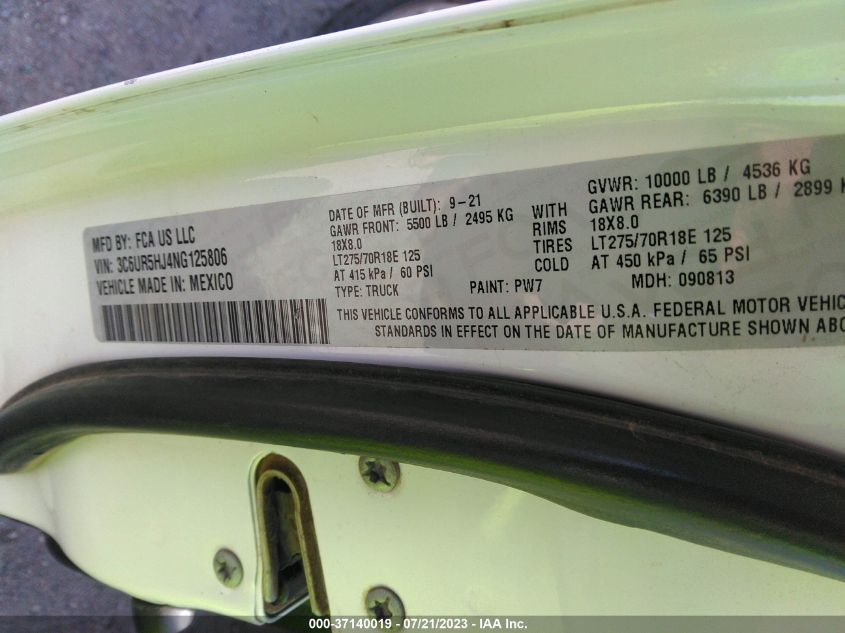 MFD BY: FCA US LLC
VIN: 3C6UR5HJ4NG125806
VEHICLE MADE IN: MEXICO
DATE OF MFR (BUILT): 9-21
GAWR FRONT: 5500 LB / 2495 KG
18X8.0
LT275/70R18E 125
AT 415 kPa / 60 PSI
TYPE: TRUCK
WITH
RIMS
TIRES
COLD
GVWR: 10000 LB / 4536 KG
GAWR REAR: 6390 LB / 2899 K
18X8.0
LT275/70R18E 125
AT 450 kPa / 65 PSI
PAINT: PW7
MDH: 090813
THIS VEHICLE CONFORMS TO ALL APPLICABLE U.S.A. FEDERAL MOTOR VEHIC
STANDARDS IN EFFECT ON THE DATE OF MANUFACTURE SHOWN ABO
000-37140019 - 07/21/2023 - IAA Inc.